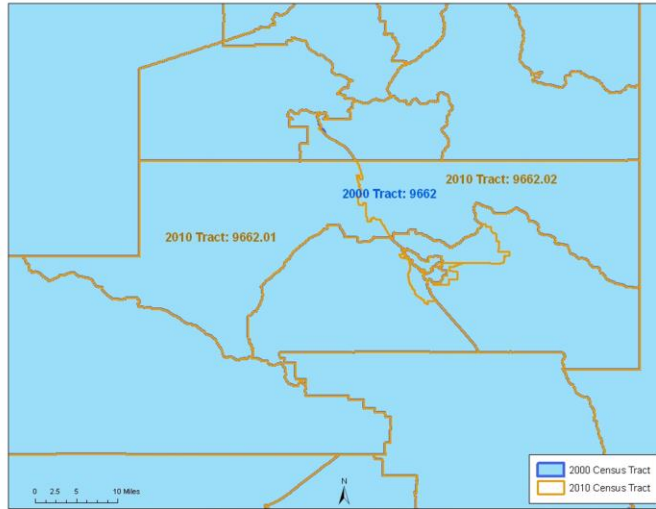 2010 Tract: 9662.02
2000 Tract: 9662
2010 Tract: 9662.01
2000 Census Tract
2010 Census Tract
0 2.5 5 10 Miles
N